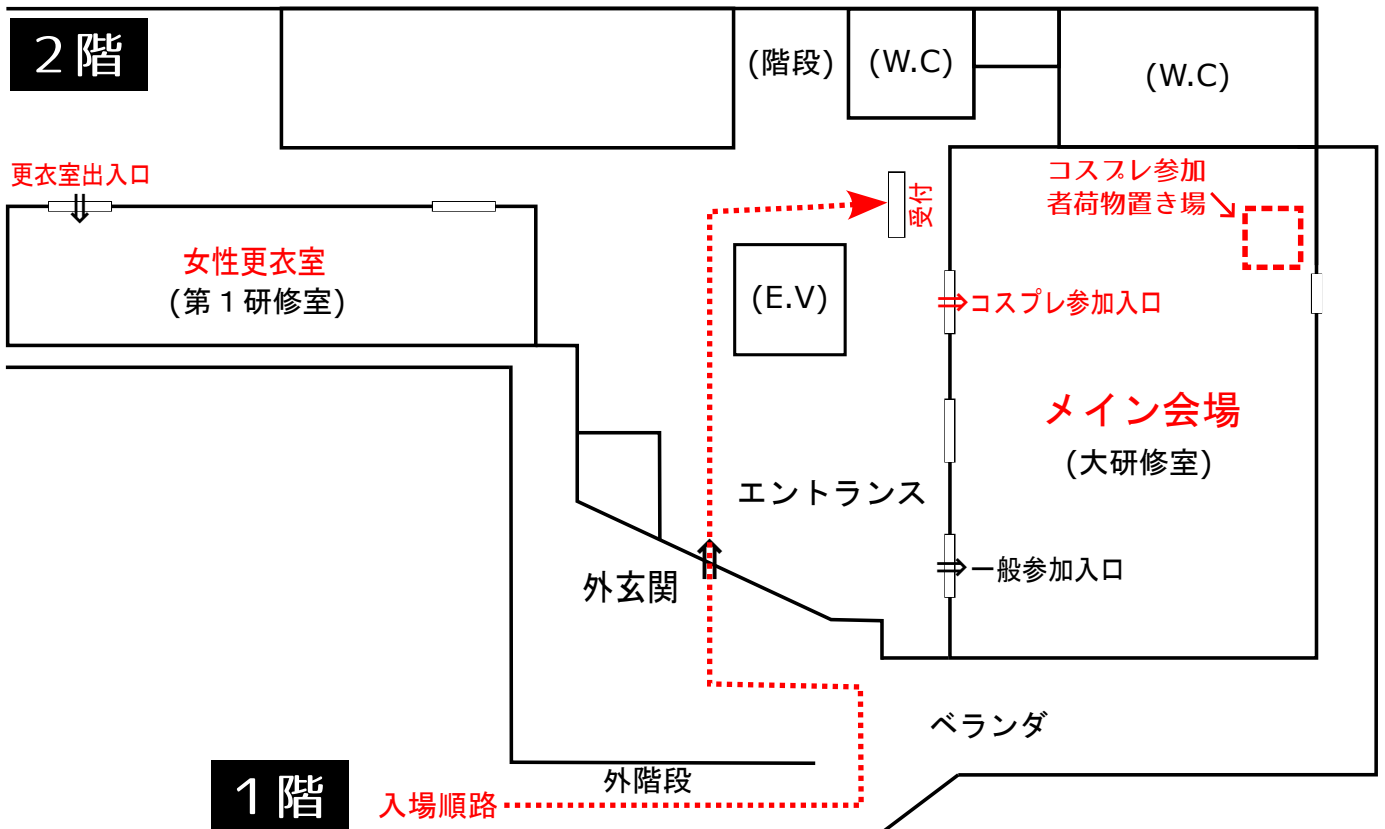 ２階
(階段)
(W.C)
(W.C)
更衣室出入口
コスプレ参加
者荷物置き場
受付
女性更衣室
(第１研修室)
(E.V)
コスプレ参加入口
メイン会場
(大研修室)
エントランス
一般参加入口
外玄関
ベランダ
外階段
１階
入場順路